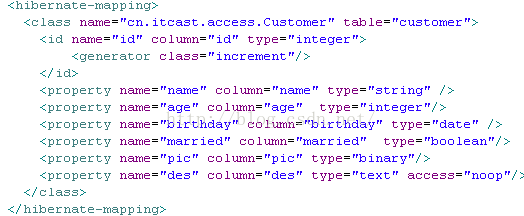 <hibernate-mapping>
<class name="cn.itcast.access.Customer" table="customer">
<id name="id" column="id" type="integer">
<generator class="increment"/>
</id>
<property name="name" column="name" type="string" />
<property name="age" column="age"  type="integer"/>
<property name="birthday" column="birthday" type="date" />
<property name="married" column="married"  type="boolean"/>
<property name="pic" column="pic" type="binary"/>
<property name="des" column="des" type="text" access="noop"/>
</class>
</hibernate-mapping>